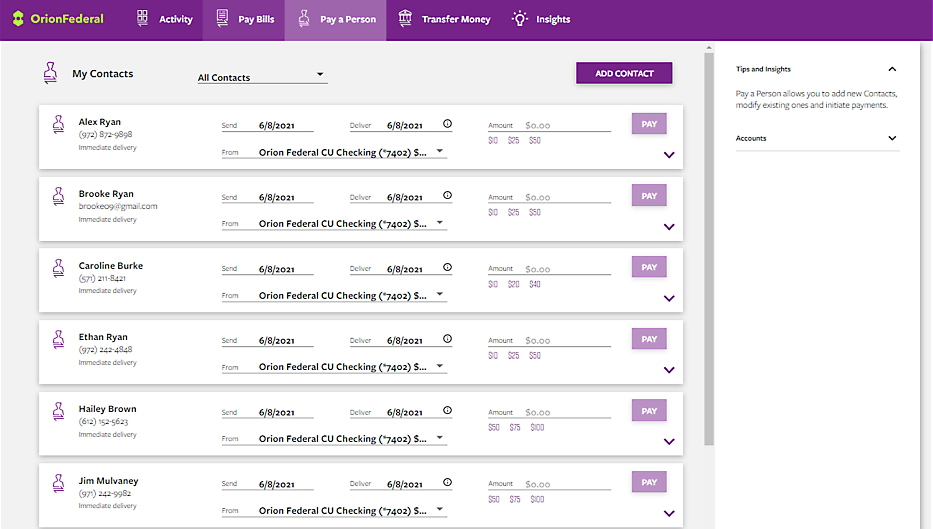 OrionFederal
Activity
Pay Bills
Pay a Person
Transfer Money
Insights
My Contacts
All Contacts
ADD CONTACT
Alex Ryan
(972) 872-9898
Immediate delivery
Send 6/8/2021 Deliver 6/8/2021
From Orion Federal CU Checking (*7402) $...
Amount $0.00
$10 $25 $50
PAY
Brooke Ryan
brooke09@gmail.com
Immediate delivery
Send 6/8/2021 Deliver 6/8/2021
From Orion Federal CU Checking (*7402) $...
Amount $0.00
$10 $25 $50
PAY
Caroline Burke
(571) 211-8421
Immediate delivery
Send 6/8/2021 Deliver 6/8/2021
From Orion Federal CU Checking (*7402) $...
Amount $0.00
$10 $20 $40
PAY
Ethan Ryan
(972) 242-4848
Immediate delivery
Send 6/8/2021 Deliver 6/8/2021
From Orion Federal CU Checking (*7402) $...
Amount $0.00
$10 $25 $50
PAY
Hailey Brown
(612) 152-5623
Immediate delivery
Send 6/8/2021 Deliver 6/8/2021
From Orion Federal CU Checking (*7402) $...
Amount $0.00
$50 $75 $100
PAY
Jim Mulvaney
(971) 242-9982
Immediate delivery
Send 6/8/2021 Deliver 6/8/2021
From Orion Federal CU Checking (*7402) $...
Amount $0.00
$50 $75 $100
PAY
Tips and Insights
Pay a Person allows you to add new Contacts,
modify existing ones and initiate payments.
Accounts